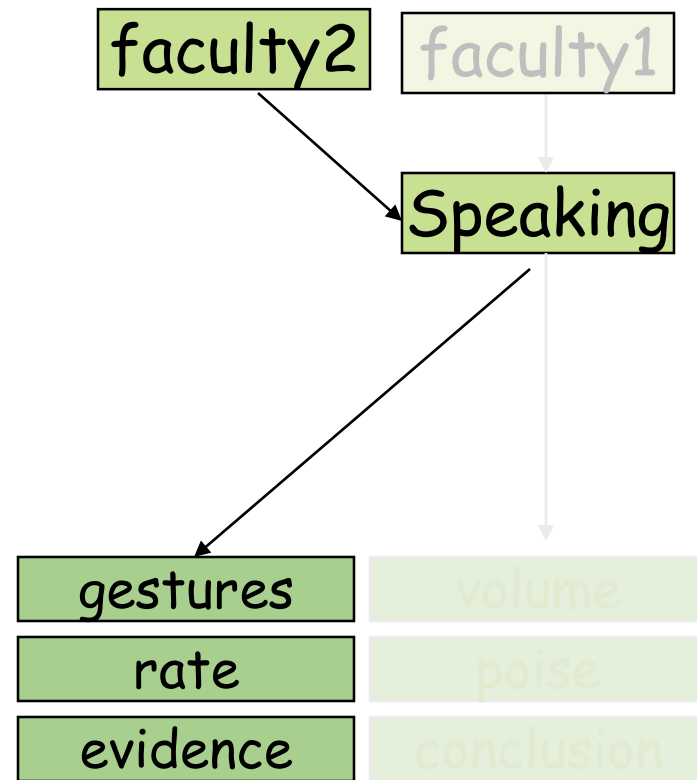 faculty2 faculty1
Speaking
gestures volume
rate poise
evidence conclusion